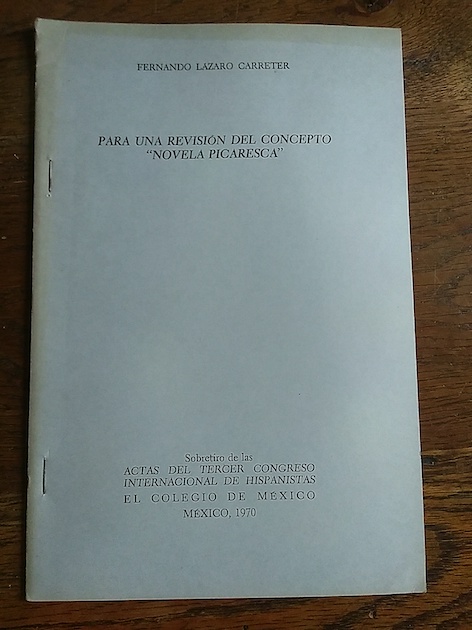 FERNANDO LAZARO CARRETER
PARA UNA REVISIÓN DEL CONCEPTO
“NOVELA PICARESCA”
Sobretiro de las
ACTAS DEL TERCER CONGRESO
INTERNACIONAL DE HISPANISTAS
EL COLEGIO DE MÉXICO
MÉXICO, 1970